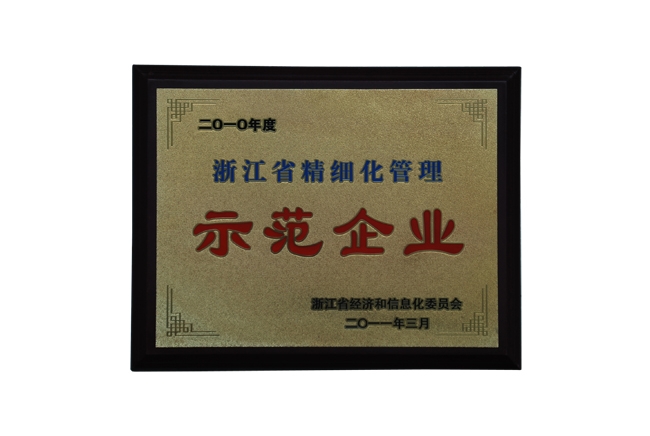 二〇一〇年度
浙江省精细化管理
示范企业
浙江省经济和信息化委员会
二〇一一年三月